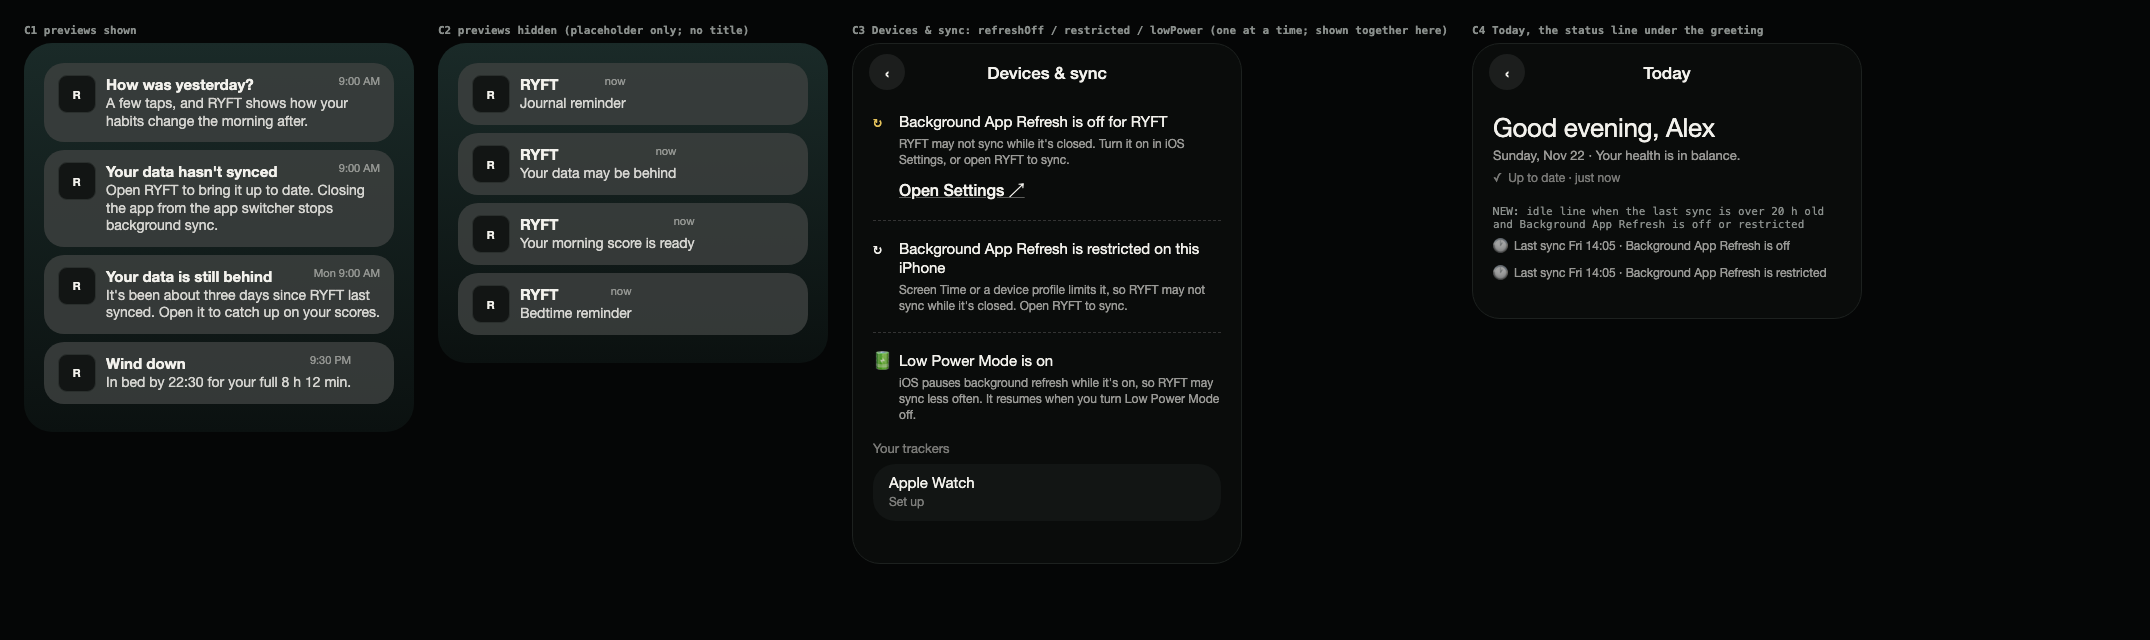 C1 previews shown
R
How was yesterday?
9:00 AM
A few taps, and RYFT shows how your
habits change the morning after.
R
Your data hasn't synced
9:00 AM
Open RYFT to bring it up to date. Closing
the app from the app switcher stops
background sync.
R
Your data is still behind
Mon 9:00 AM
It's been about three days since RYFT last
synced. Open it to catch up on your scores.
R
Wind down
9:30 PM
In bed by 22:30 for your full 8 h 12 min.
C2 previews hidden (placeholder only; no title)
R
RYFT
now
Journal reminder
R
RYFT
now
Your data may be behind
R
RYFT
now
Your morning score is ready
R
RYFT
now
Bedtime reminder
C3 Devices & sync: refreshOff / restricted / lowPower (one at a time; shown together here)
‹
Devices & sync
↻ Background App Refresh is off for RYFT
RYFT may not sync while it's closed. Turn it on in iOS
Settings, or open RYFT to sync.
Open Settings ↗
↻ Background App Refresh is restricted on this
iPhone
Screen Time or a device profile limits it, so RYFT may not
sync while it's closed. Open RYFT to sync.
Low Power Mode is on
iOS pauses background refresh while it's on, so RYFT may
sync less often. It resumes when you turn Low Power Mode
off.
Your trackers
Apple Watch
Set up
C4 Today, the status line under the greeting
‹
Today
Good evening, Alex
Sunday, Nov 22 · Your health is in balance.
✓ Up to date · just now
NEW: idle line when the last sync is over 20 h old
and Background App Refresh is off or restricted
Last sync Fri 14:05 · Background App Refresh is off
Last sync Fri 14:05 · Background App Refresh is restricted